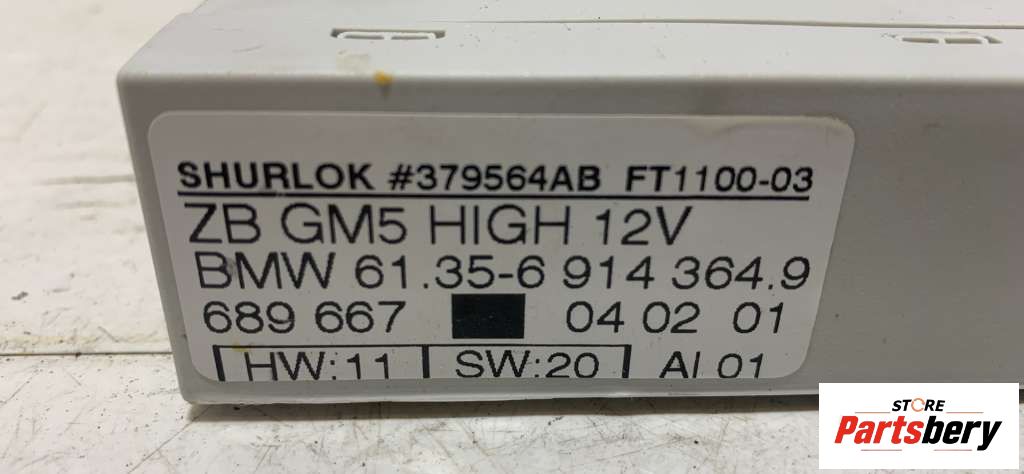 SHURLOK #379564AB FT1100-03
ZB GM5 HIGH 12V
BMW 61.35-6 914 364.9
689 667 04 02 01
HW:11 SW:20 AI 01
STORE
Partsbery